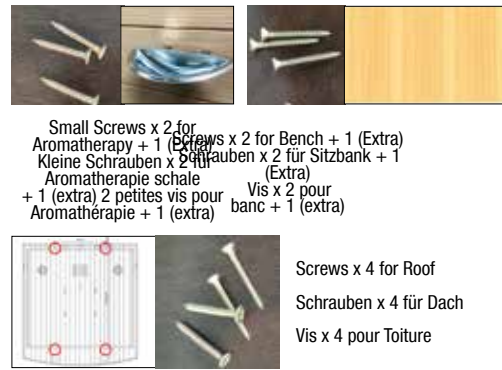 Small Screws x 2 for
Aromatherapy + 1 (Extra)
Kleine Schrauben x 2 für
Aromatherapie schale
+ 1 (extra) 2 petites vis pour
Aromathérapie + 1 (extra)
Screws x 2 for Bench + 1 (Extra)
Schrauben x 2 für Sitzbank + 1
(Extra)
Vis x 2 pour
banc + 1 (extra)
Screws x 4 for Roof
Schrauben x 4 für Dach
Vis x 4 pour Toiture